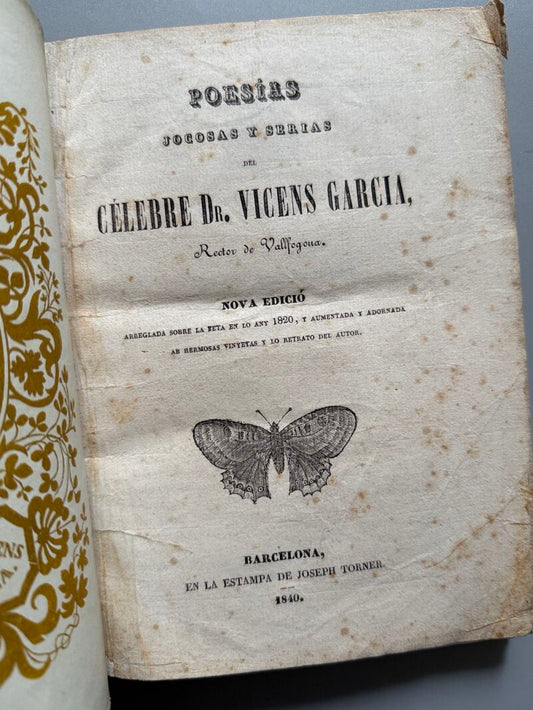 POESÍAS
JOCOSAS Y SERIAS
DEL
CÉLEBRE DR. VICENS GARCIA,
Rector de Vallfogona.
NOVA EDICIÓ
ARREGLADA SOBRE LA FETA EN LO ANY 1820, Y AUMENTADA Y ADORNADA
AB HERMOSAS VINYETAS Y LO RETRATO DEL AUTOR.
BARCELONA,
EN LA ESTAMPA DE JOSEPH TORNER.
1840.
ENS